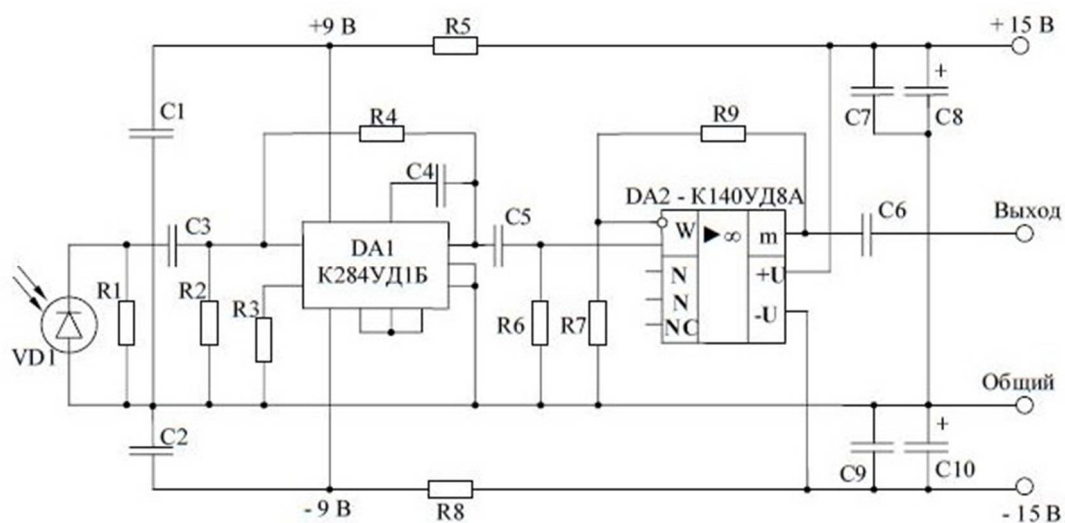 +9 В
R5
+ 15 В
C1
R4
R9
C7
C8
+
C4
DA2 - К140УД8А
C3
DA1
К284УД1Б
C5
W
▶∞
m
C6
Выход
N
+U
N
-U
NC
R1
R2
R3
R6
R7
VD1
Общий
C2
+
C9
C10
- 9 В
R8
- 15 В